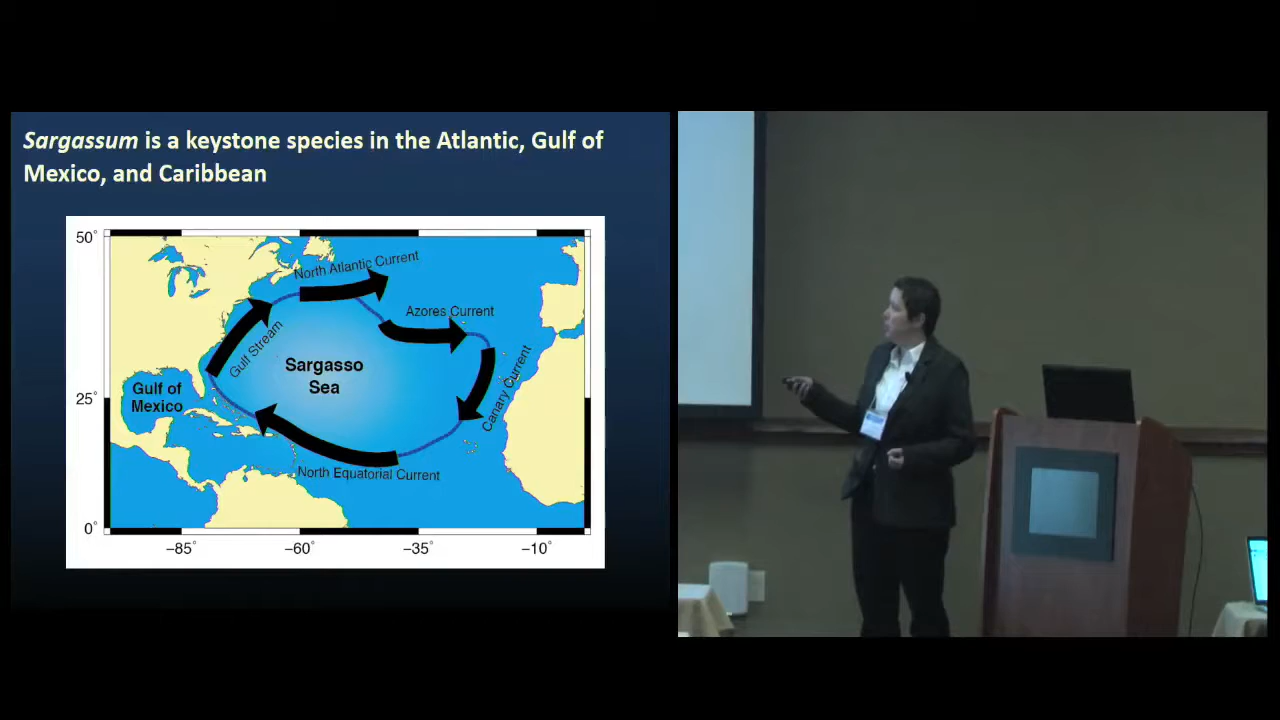 Sargassum is a keystone species in the Atlantic, Gulf of
Mexico, and Caribbean
50°
North Atlantic Current
Azores Current
Gulf Stream
Sargasso
Sea
Canary Current
Gulf of
Mexico
25°
North Equatorial Current
0°
−85°
−60°
−35°
−10°